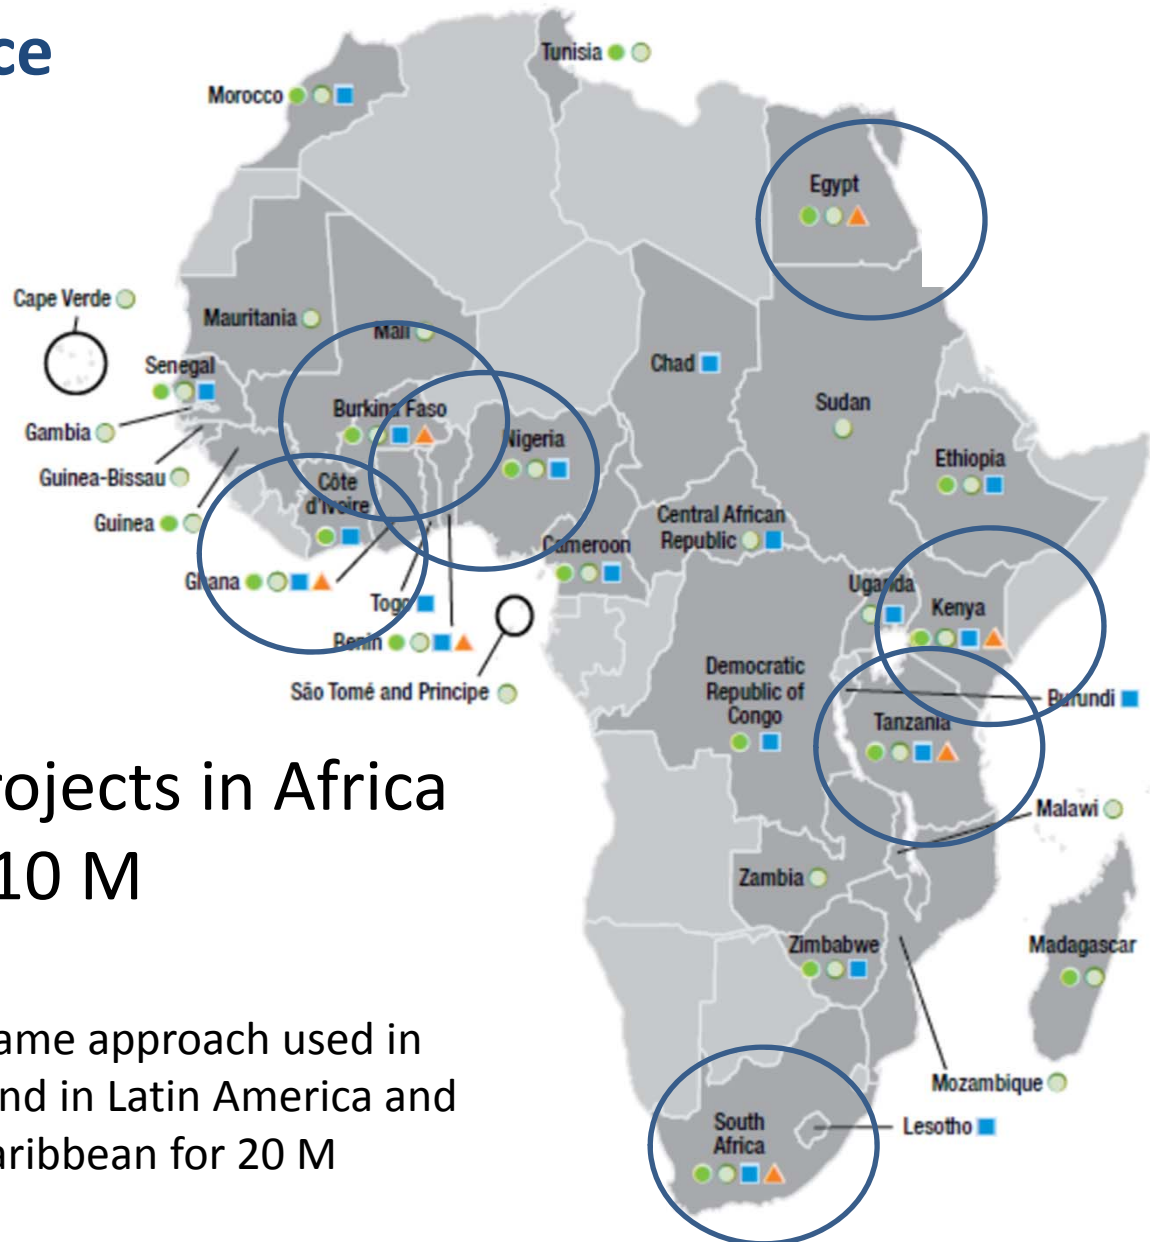 ce
Tunisia
Morocco
Egypt
Cape Verde
Mauritania
Mali
Senegal
Chad
Burkina Faso
Sudan
Gambia
Nigeria
Ethiopia
Guinea-Bissau
Côte
d'Ivoire
Guinea
Central African
Republic
Cameroon
Ghana
Uganda
Togo
Kenya
Benin
Democratic
Republic of
Congo
São Tomé and Principe
Burundi
Tanzania
rojects in Africa
Malawi
10 M
Zambia
Zimbabwe
Madagascar
ame approach used in
nd in Latin America and
aribbean for 20 M
Mozambique
South
Africa
Lesotho